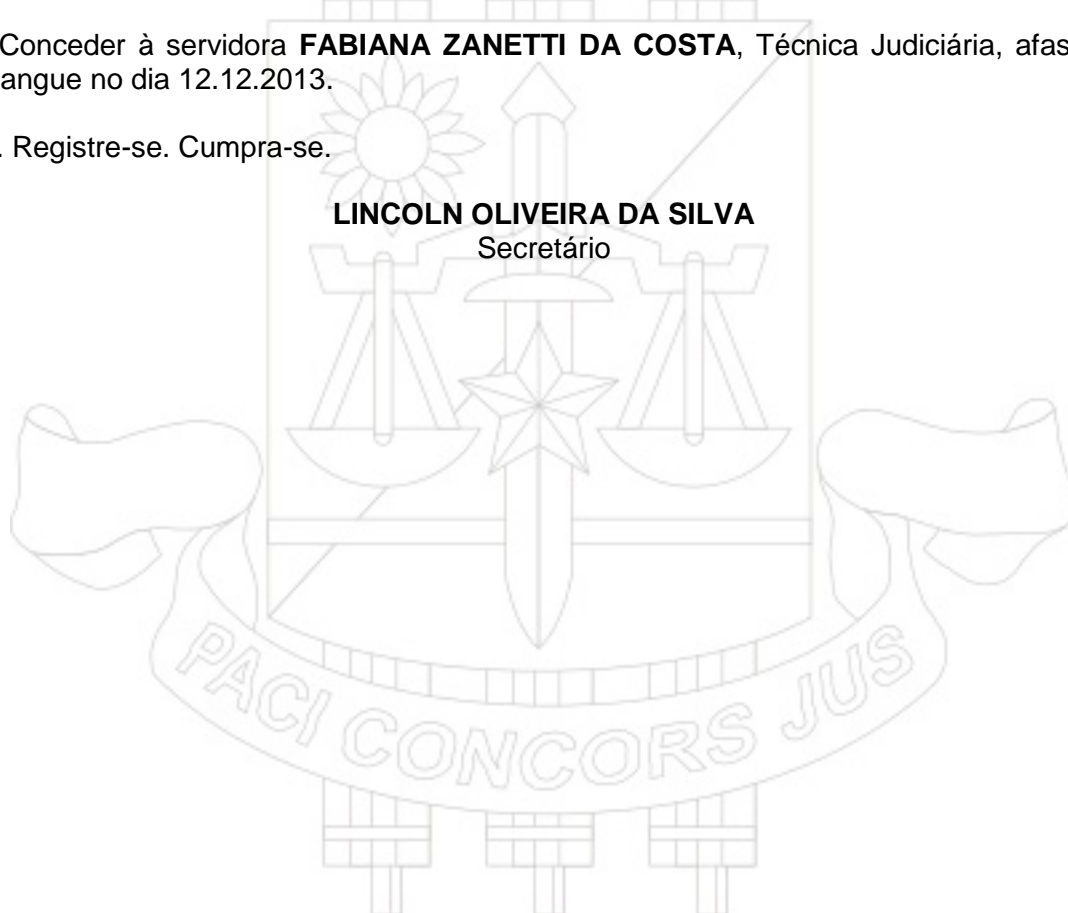 Conceder à servidora FABIANA ZANETTI DA COSTA, Técnica Judiciária, afas
angue no dia 12.12.2013.
. Registre-se. Cumpra-se.
LINCOLN OLIVEIRA DA SILVA
Secretário
PACI CONCORS JUS